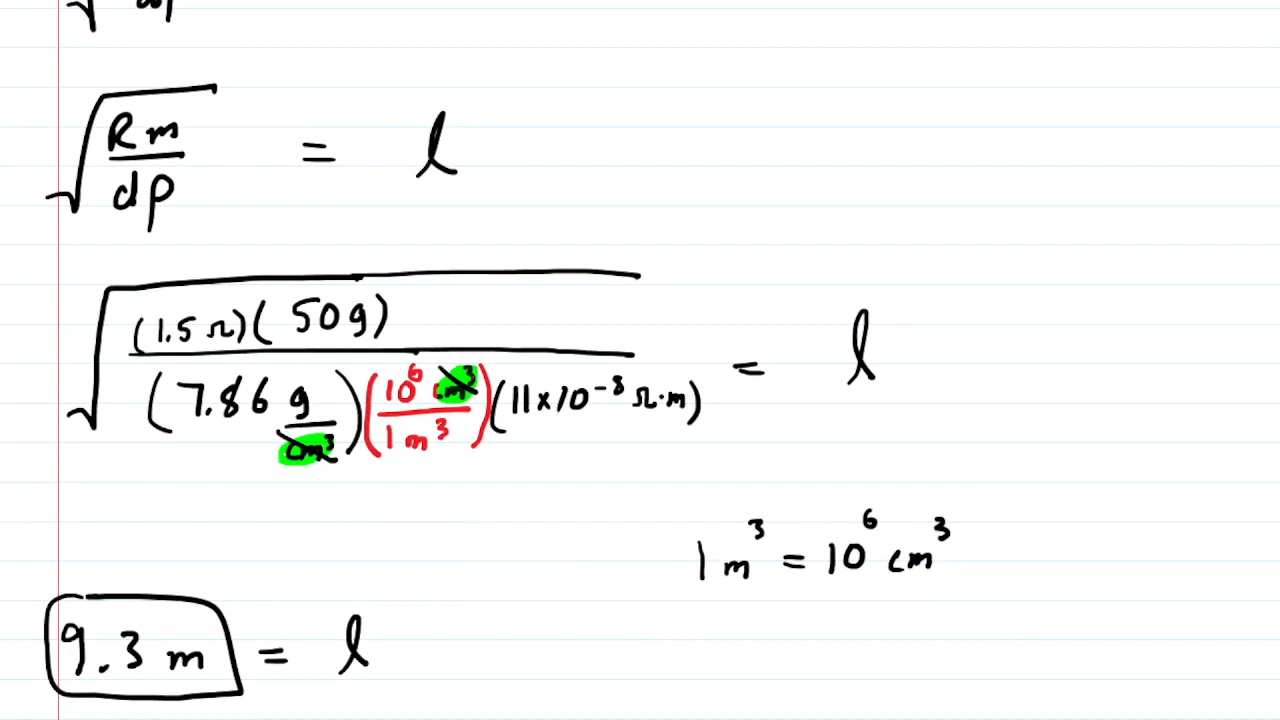 √(Rm/dρ) = l
√((1.5 Ω)(50g)/(7.86 g/cm³)(10⁶ cm³/1 m³)(11×10⁻⁸ Ω·m)) = l
1 m³ = 10⁶ cm³
9.3 m = l